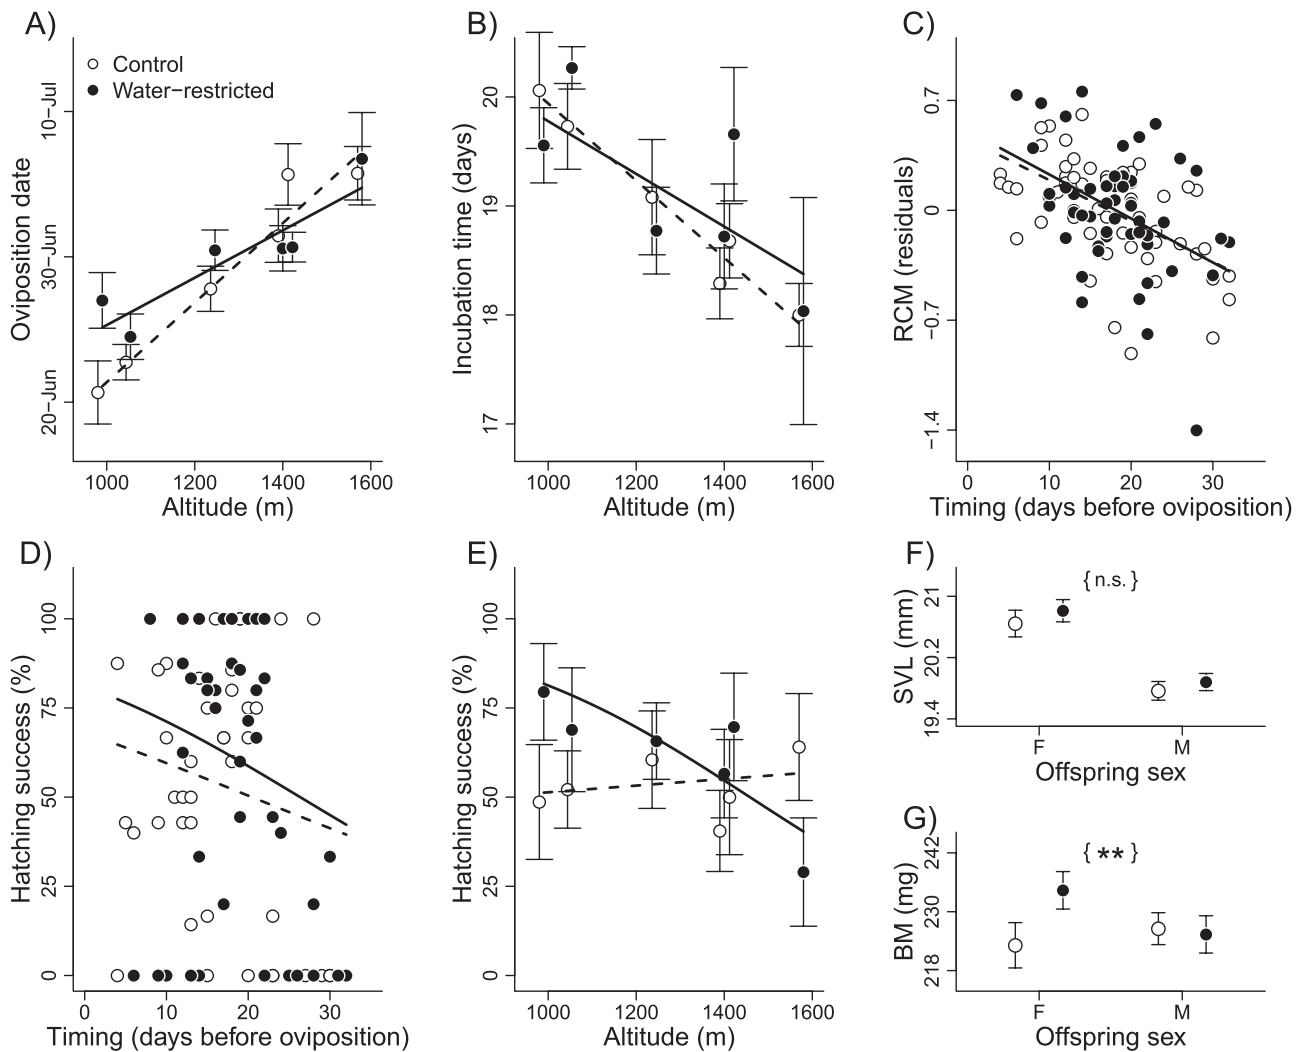 A)
Control
Water−restricted
10−Jul
30−Jun
20−Jun
Oviposition date
1000 1200 1400 1600
Altitude (m)
B)
20
19
18
17
Incubation time (days)
1000 1200 1400 1600
Altitude (m)
C)
0.7
0
−0.7
−1.4
RCM (residuals)
0 10 20 30
Timing (days before oviposition)
D)
100
75
50
25
0
Hatching success (%)
0 10 20 30
Timing (days before oviposition)
E)
100
75
50
25
0
Hatching success (%)
1000 1200 1400 1600
Altitude (m)
F)
{ n.s. }
21
20.2
19.4
SVL (mm)
F M
Offspring sex
G)
{ ** }
242
230
218
BM (mg)
F M
Offspring sex